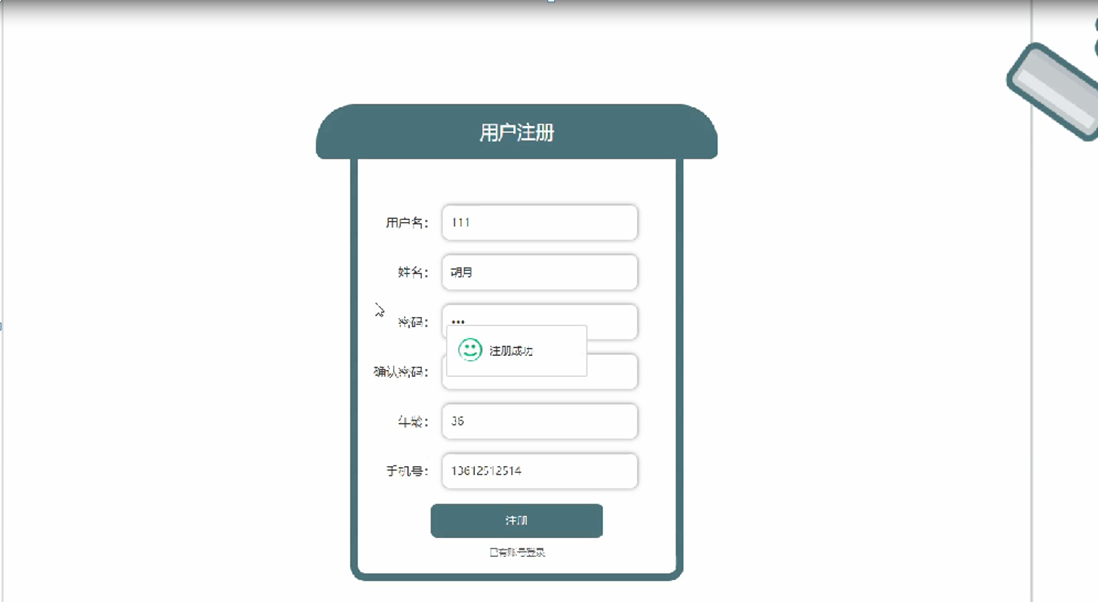 用户注册
用户名： 111
姓名： 胡月
密码： •••
注册成功
确认密码：
年龄： 36
手机号： 13612512514
注册
已有账号登录